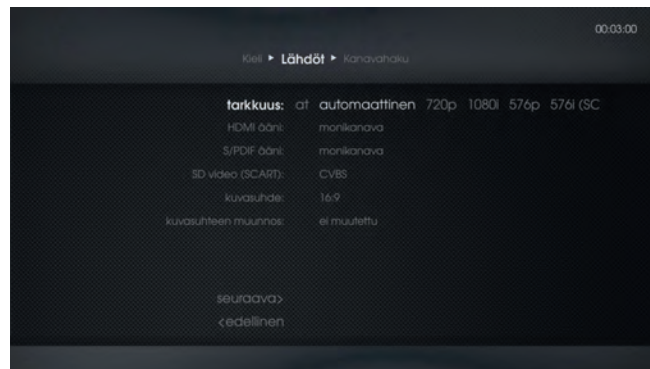 00:03:00
Kieli ▸ Lähdöt ▸ Kanavahaku
tarkkuus: at automaattinen 720p 1080i 576p 576i (SC
HDMI ääni: monikanava
S/PDIF ääni: monikanava
SD video (SCART): CVBS
kuvasuhde: 16:9
kuvasuhteen muunnos: ei muutettu
seuraava>
<edellinen